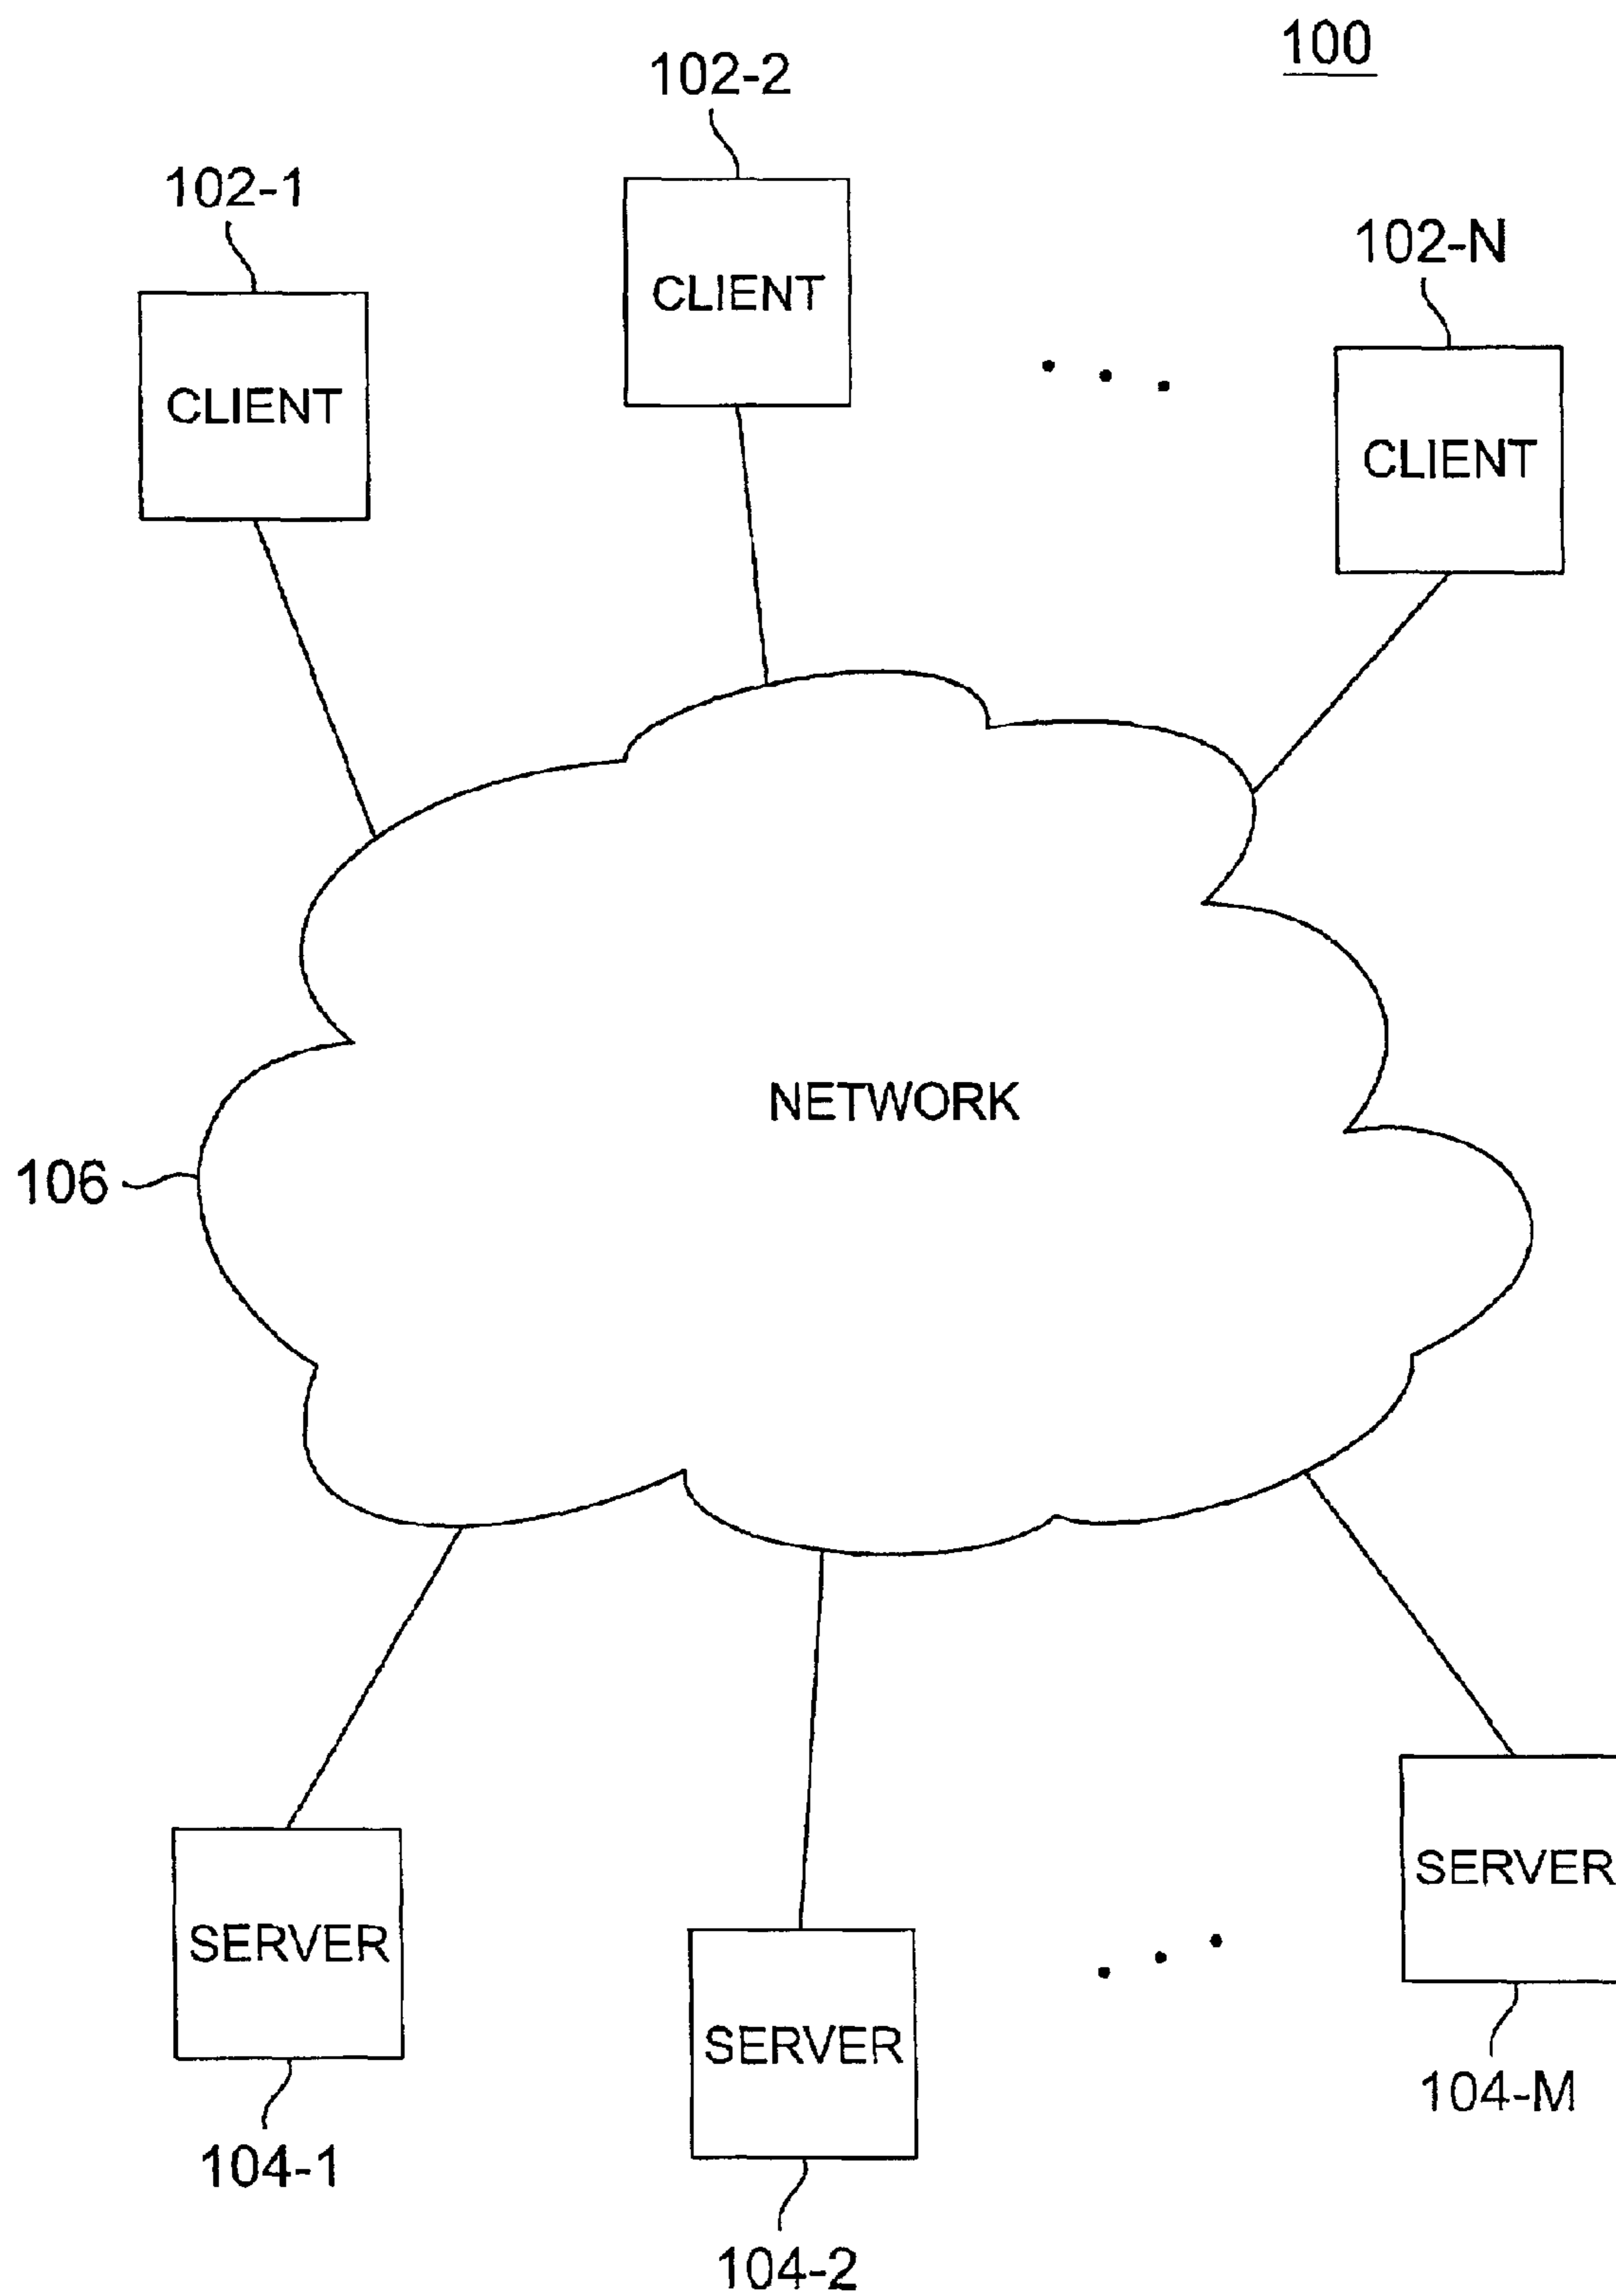 100
102-2
102-1
102-N
CLIENT
CLIENT
CLIENT
NETWORK
106
SERVER
SERVER
SERVER
104-M
104-1
104-2